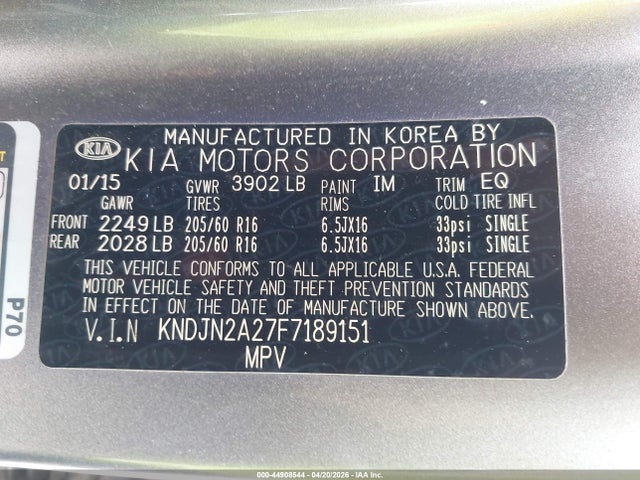 MANUFACTURED IN KOREA BY
KIA KIA MOTORS CORPORATION
01/15 GVWR 3902 LB PAINT IM TRIM EQ
GAWR TIRES RIMS COLD TIRE INFL
FRONT 2249 LB 205/60 R16 6.5JX16 33psi SINGLE
REAR 2028 LB 205/60 R16 6.5JX16 33psi SINGLE
THIS VEHICLE CONFORMS TO ALL APPLICABLE U.S.A. FEDERAL
MOTOR VEHICLE SAFETY AND THEFT PREVENTION STANDARDS
IN EFFECT ON THE DATE OF MANUFACTURE SHOWN ABOVE.
V.I.N KNDJN2A27F7189151
MPV
P70
000-44908544 - 04/20/2026 - IAA Inc.